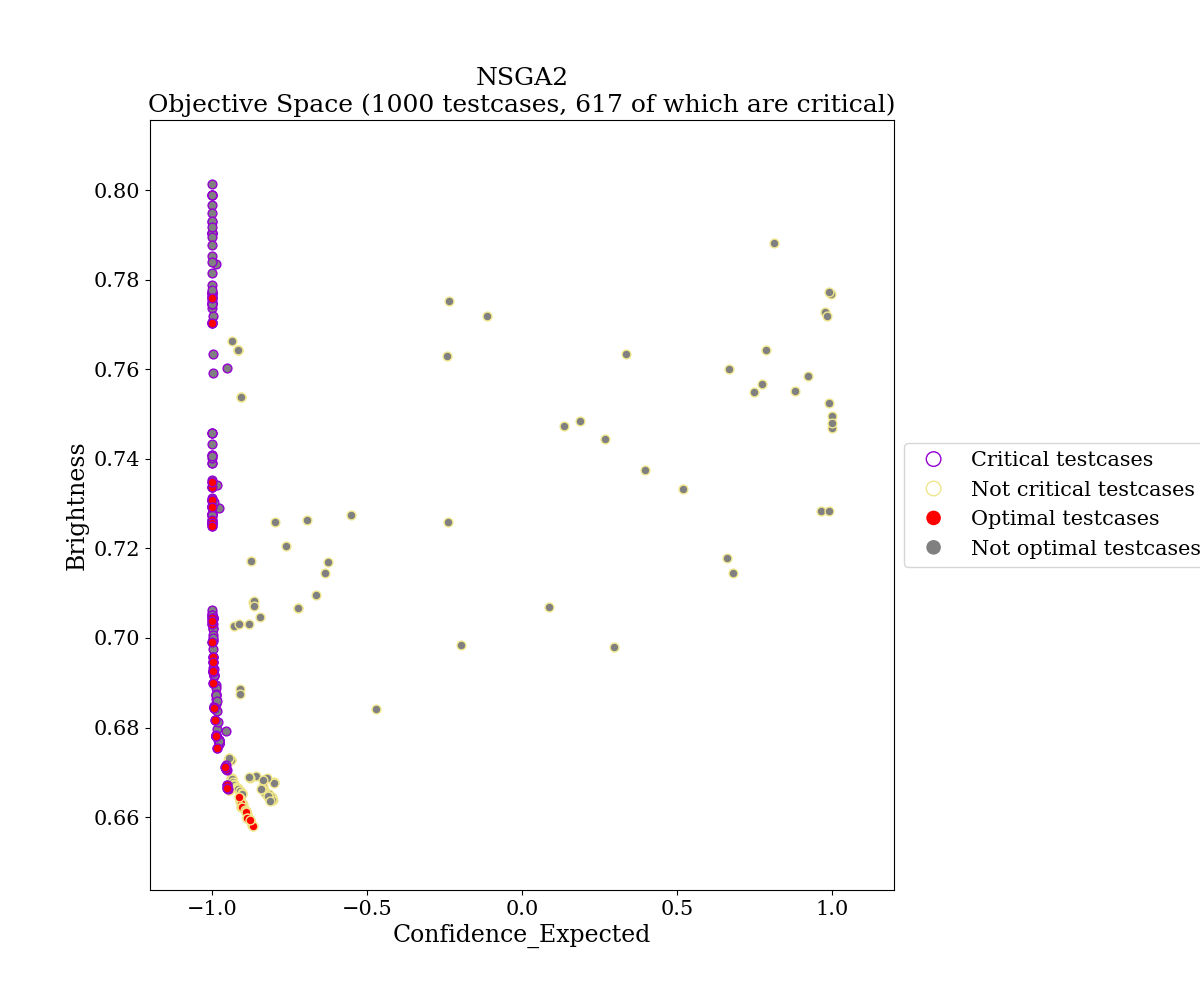 NSGA2
Objective Space (1000 testcases, 617 of which are critical)
0.80
0.78
0.76
0.74
0.72
0.70
0.68
0.66
Brightness
−1.0
−0.5
0.0
0.5
1.0
Confidence_Expected
Critical testcases
Not critical testcases
Optimal testcases
Not optimal testcases